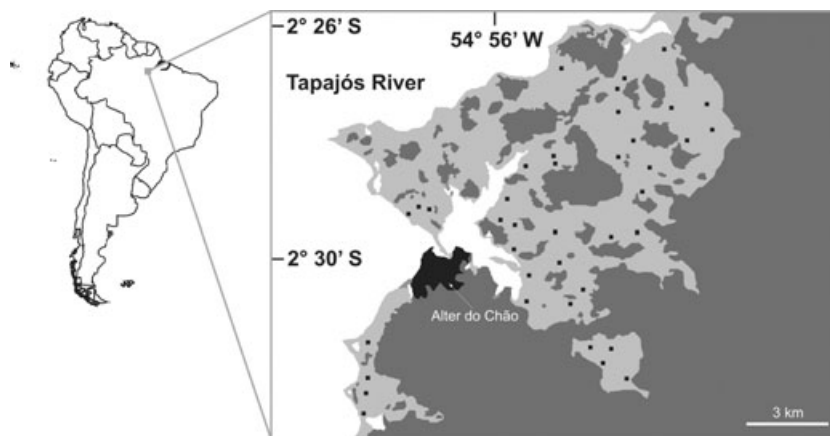 2° 26’ S
54° 56’ W
Tapajós River
2° 30’ S
Alter do Chão
3 km